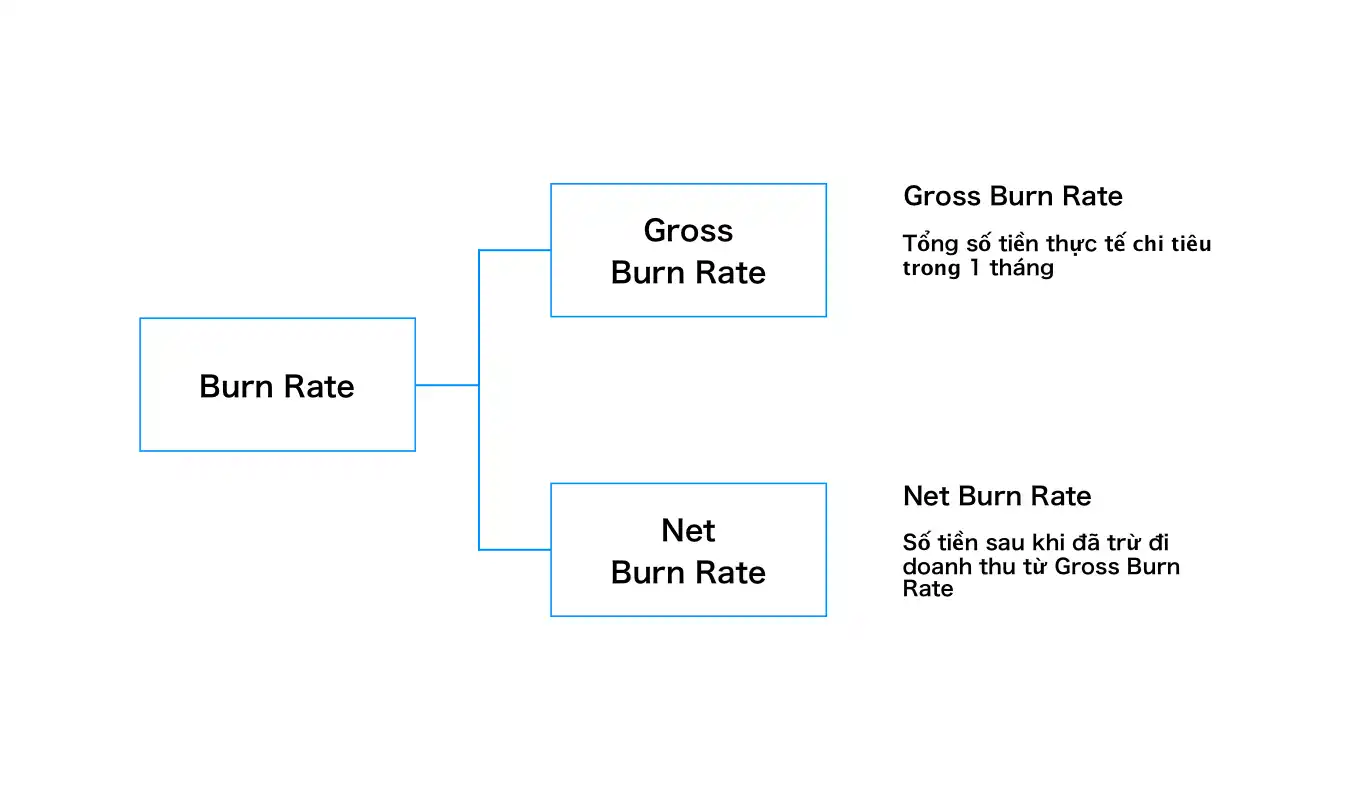 Burn Rate
Gross
Burn Rate
Gross Burn Rate
Tổng số tiền thực tế chi tiêu
trong 1 tháng
Net
Burn Rate
Net Burn Rate
Số tiền sau khi đã trừ đi
doanh thu từ Gross Burn
Rate